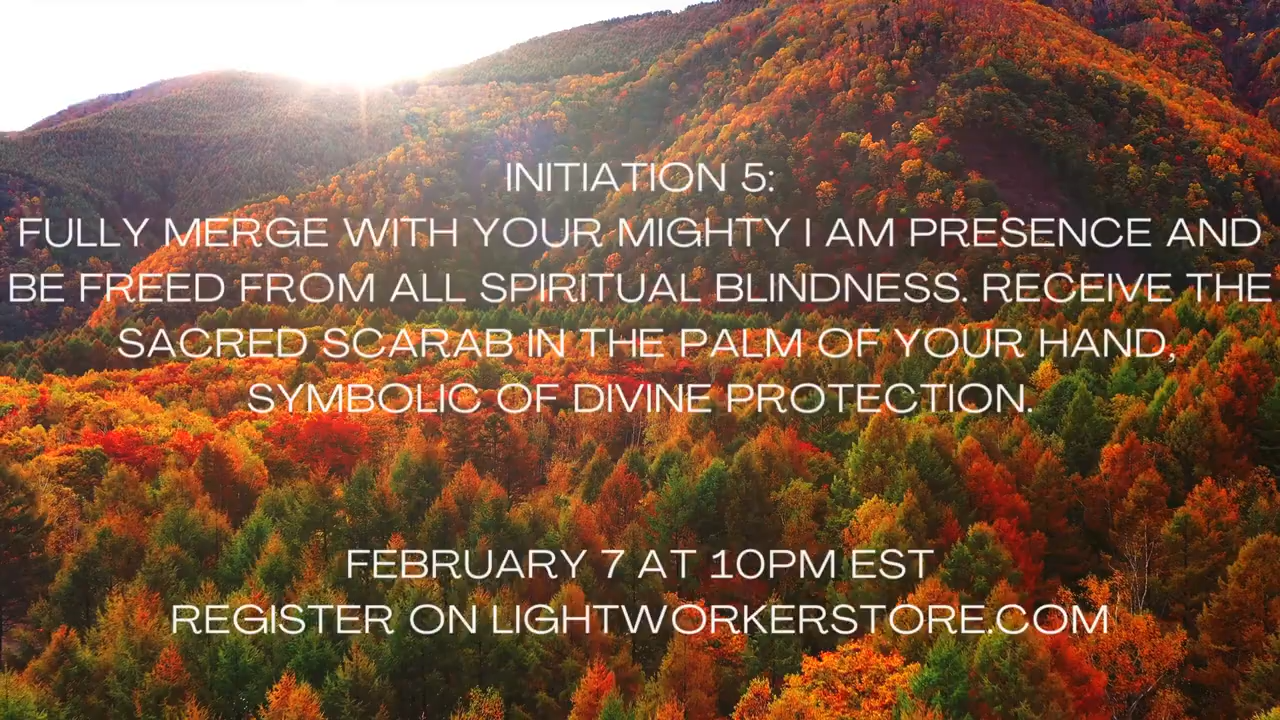 INITIATION 5:
FULLY MERGE WITH YOUR MIGHTY I AM PRESENCE AND
BE FREED FROM ALL SPIRITUAL BLINDNESS. RECEIVE THE
SACRED SCARAB IN THE PALM OF YOUR HAND,
SYMBOLIC OF DIVINE PROTECTION.
FEBRUARY 7 AT 10PM EST
REGISTER ON LIGHTWORKERSTORE.COM